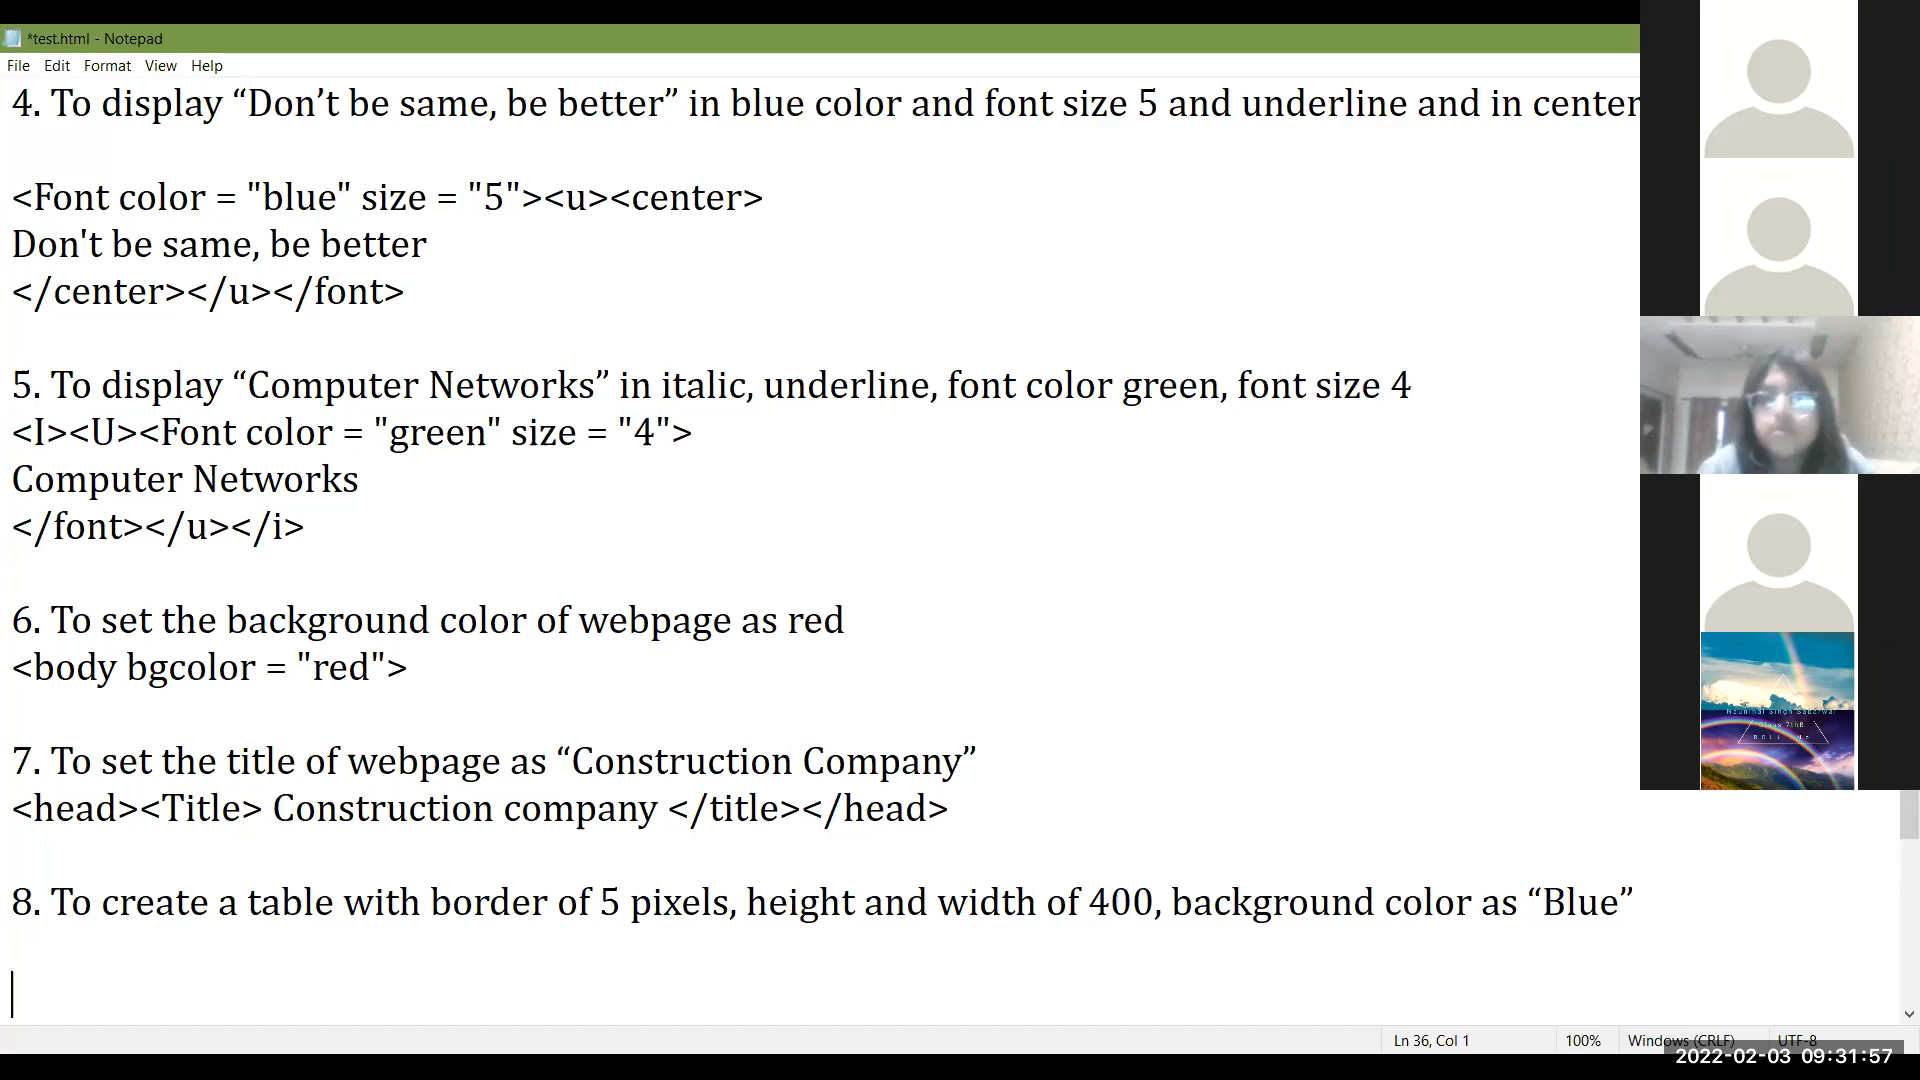 *test.html - Notepad
File Edit Format View Help
4. To display “Don’t be same, be better” in blue color and font size 5 and underline and in center
<Font color = "blue" size = "5"><u><center>
Don't be same, be better
</center></u></font>
5. To display “Computer Networks” in italic, underline, font color green, font size 4
<I><U><Font color = "green" size = "4">
Computer Networks
</font></u></i>
6. To set the background color of webpage as red
<body bgcolor = "red">
7. To set the title of webpage as “Construction Company”
<head><Title> Construction company </title></head>
8. To create a table with border of 5 pixels, height and width of 400, background color as “Blue”
Class 7thB
Ln 36, Col 1 100% Windows (CRLF) UTF-8
2022-02-03 09:31:57